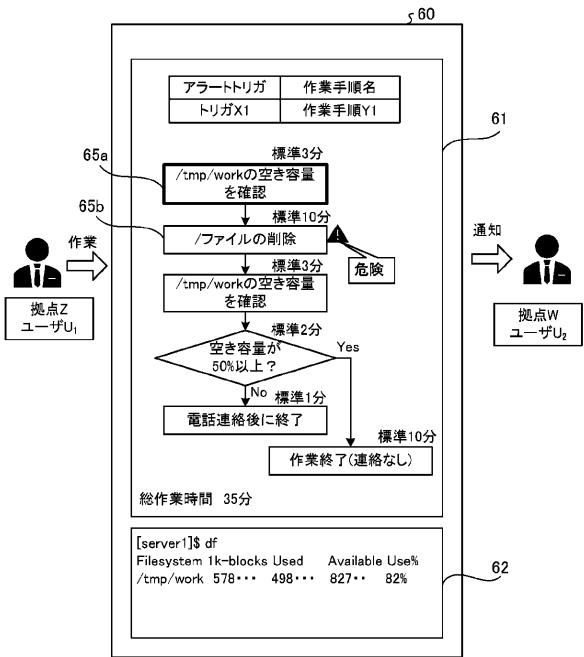 60
アラートトリガ 作業手順名
トリガX1 作業手順Y1
61
標準3分
65a
/tmp/workの空き容量
を確認
標準10分
65b
/ファイルの削除
危険
作業
通知
標準3分
/tmp/workの空き容量
を確認
拠点Z
ユーザU₁
拠点W
ユーザU₂
標準2分
空き容量が
50%以上？
Yes
No
標準1分
電話連絡後に終了
標準10分
作業終了(連絡なし)
総作業時間 35分
[server1]$ df
Filesystem 1k-blocks Used Available Use%
/tmp/work 578･･･ 498･･･ 827･･ 82%
62